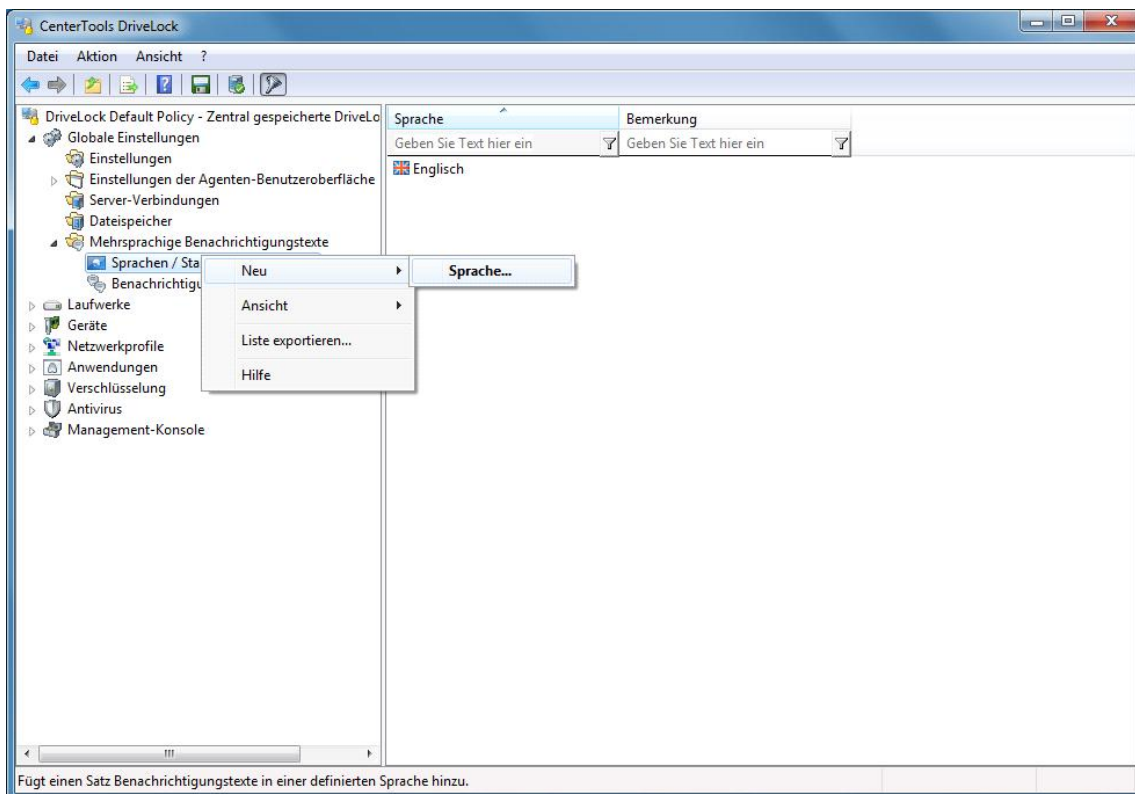 CenterTools DriveLock
Datei Aktion Ansicht ?
DriveLock Default Policy - Zentral gespeicherte DriveLo
Globale Einstellungen
Einstellungen
Einstellungen der Agenten-Benutzeroberfläche
Server-Verbindungen
Dateispeicher
Mehrsprachige Benachrichtigungstexte
Sprachen / Sta
Benachrichtigu
Laufwerke
Geräte
Netzwerkprofile
Anwendungen
Verschlüsselung
Antivirus
Management-Konsole
Neu
Ansicht
Liste exportieren...
Hilfe
Sprache...
Sprache Bemerkung
Geben Sie Text hier ein Geben Sie Text hier ein
Englisch
Fügt einen Satz Benachrichtigungstexte in einer definierten Sprache hinzu.